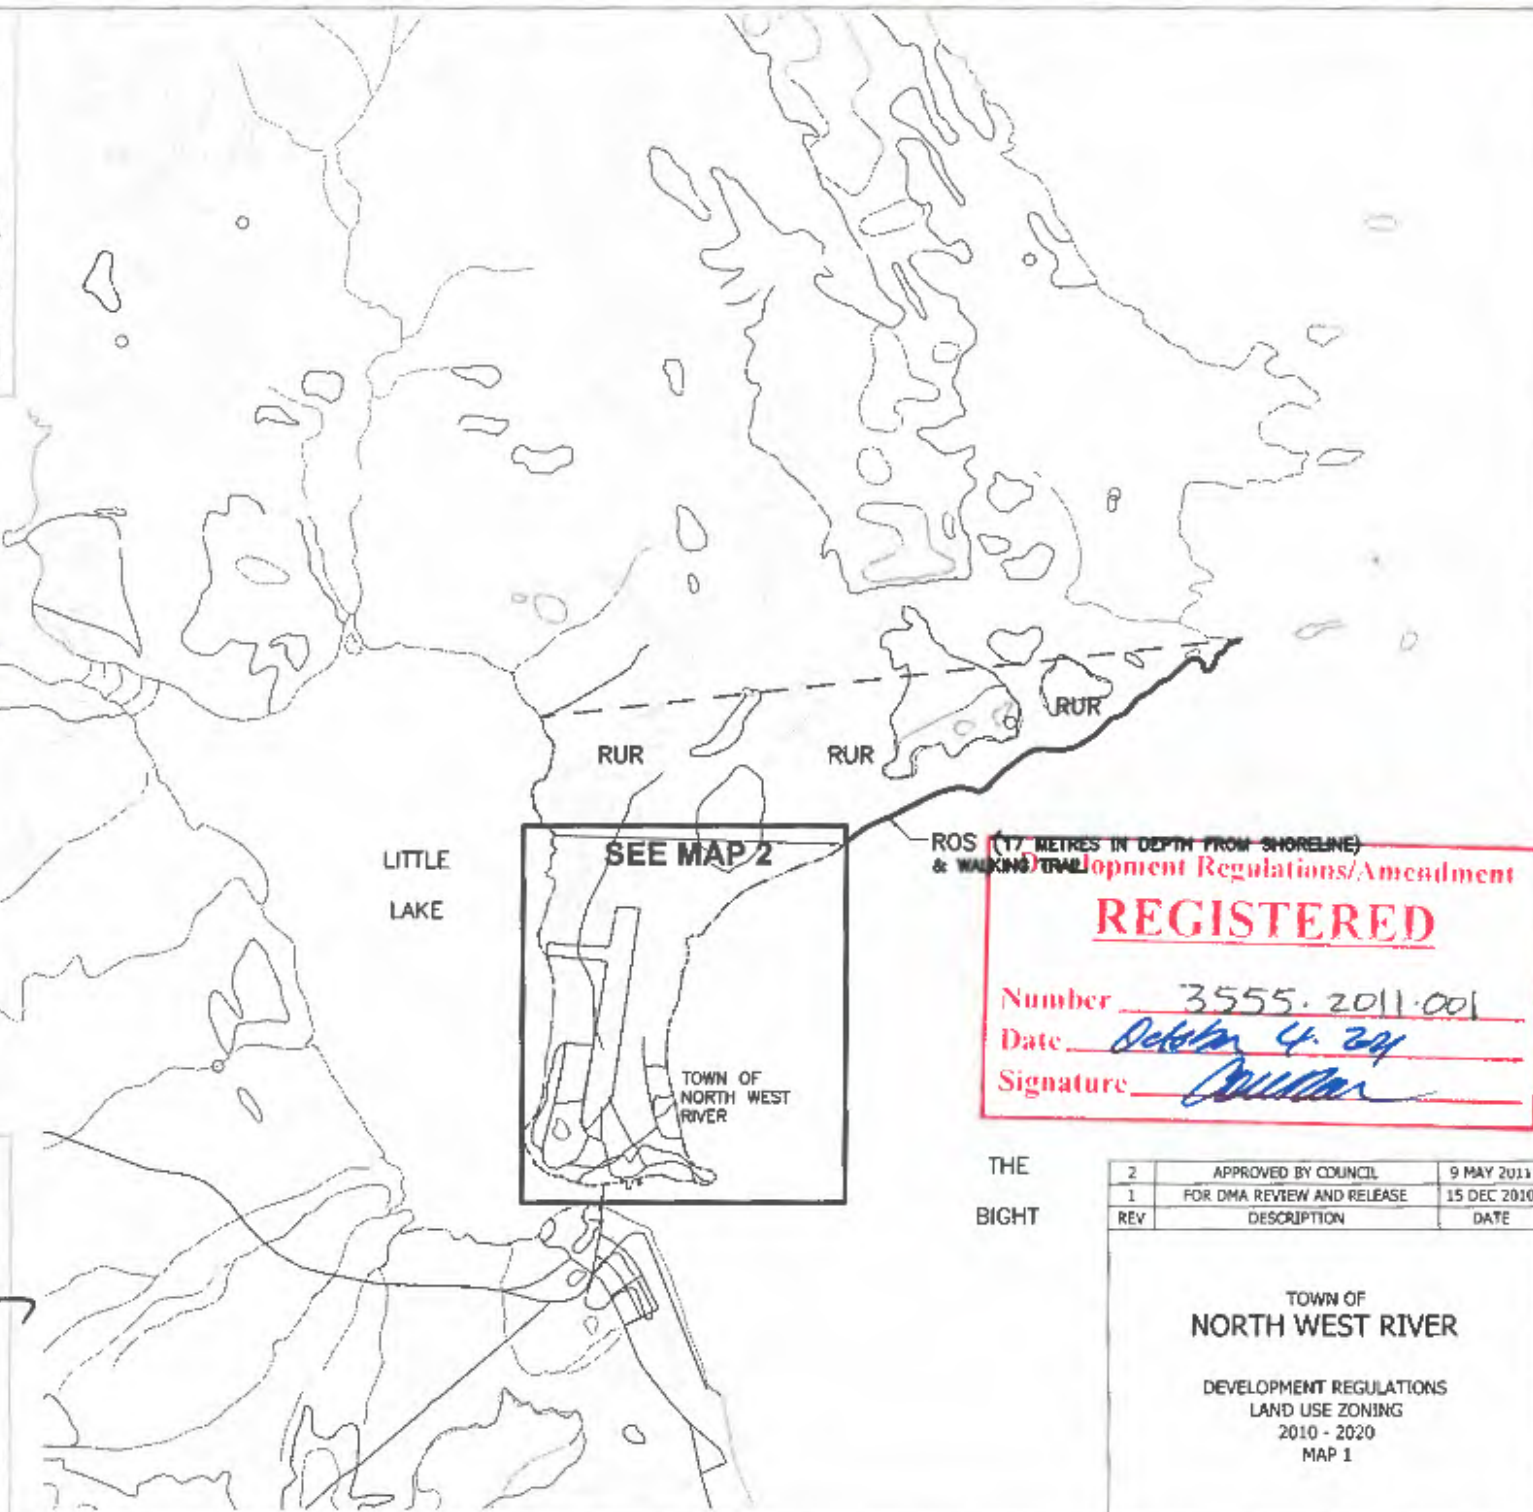 RUR
RUR
RUR
SEE MAP 2
LITTLE
LAKE
ROS (17 METRES IN DEPTH FROM SHORELINE)
& WALKING TRAIL
TOWN OF
NORTH WEST
RIVER
Development Regulations/Amendment
REGISTERED
Number 3555.2011.001
Date October 4.
Signature
THE
BIGHT
2 APPROVED BY COUNCIL 9 MAY 2011
1 FOR DMA REVIEW AND RELEASE 15 DEC 2010
REV DESCRIPTION DATE
TOWN OF
NORTH WEST RIVER
DEVELOPMENT REGULATIONS
LAND USE ZONING
2010 - 2020
MAP 1